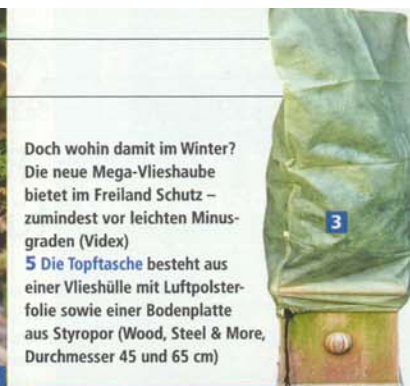 Doch wohin damit im Winter?
Die neue Mega-Vlieshaube
bietet im Freiland Schutz –
zumindest vor leichten Minus-
graden (Videx)
5 Die Topftasche besteht aus
einer Vlieshülle mit Luftpolster-
folie sowie einer Bodenplatte
aus Styropor (Wood, Steel & More,
Durchmesser 45 und 65 cm)
3